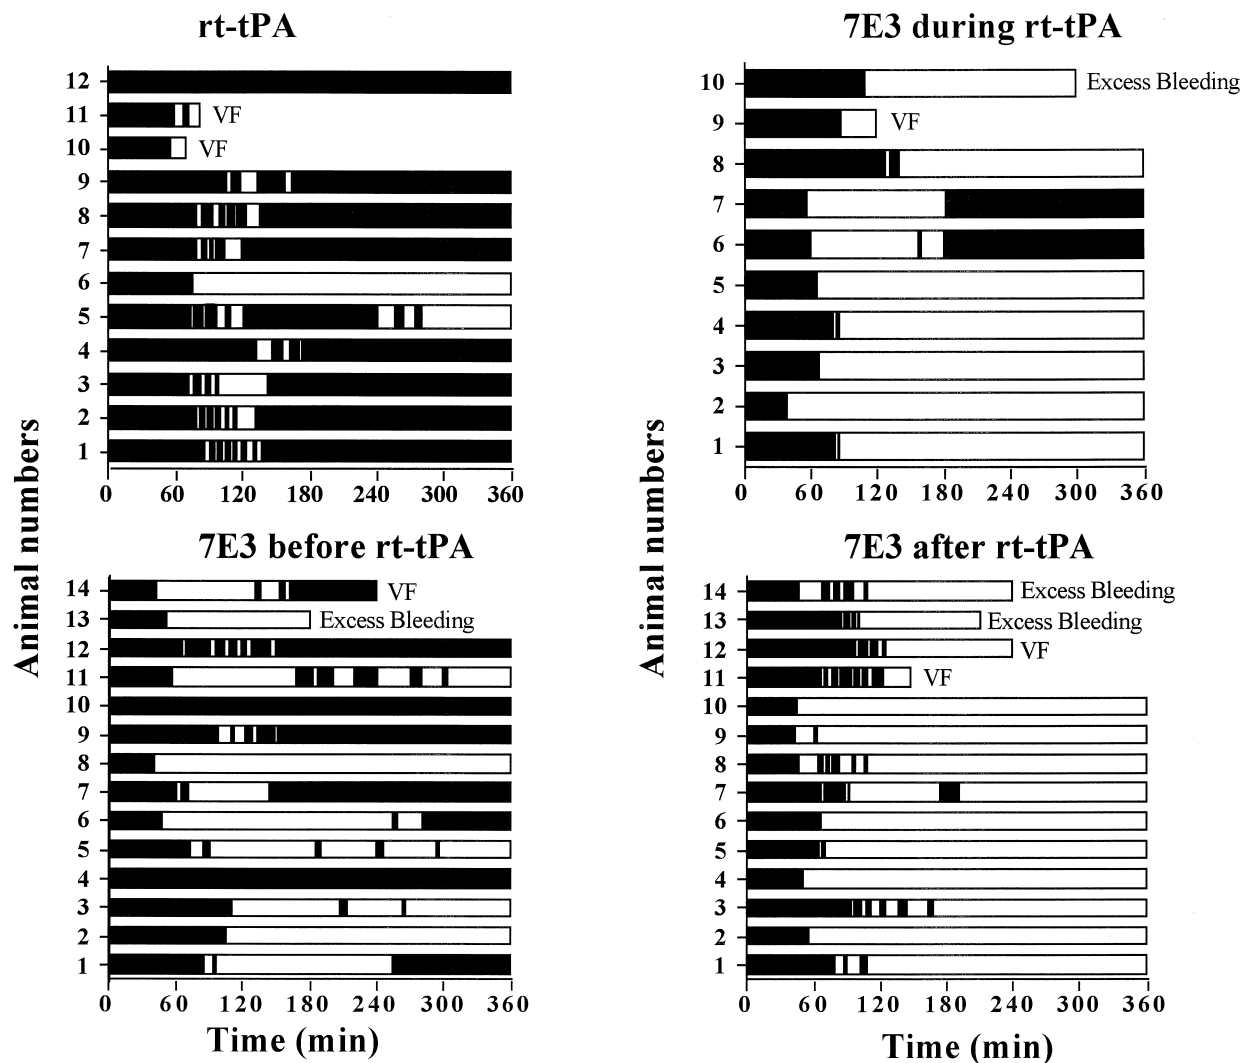 rt-tPA
12
11 VF
10 VF
9
8
7
6
5
4
3
2
1
0 60 120 180 240 300 360
7E3 during rt-tPA
10 Excess Bleeding
9 VF
8
7
6
5
4
3
2
1
0 60 120 180 240 300 360
Animal numbers
Animal numbers
7E3 before rt-tPA
14 VF
13 Excess Bleeding
12
11
10
9
8
7
6
5
4
3
2
1
0 60 120 180 240 300 360
Time (min)
7E3 after rt-tPA
14 Excess Bleeding
13 Excess Bleeding
12 VF
11 VF
10
9
8
7
6
5
4
3
2
1
0 60 120 180 240 300 360
Time (min)